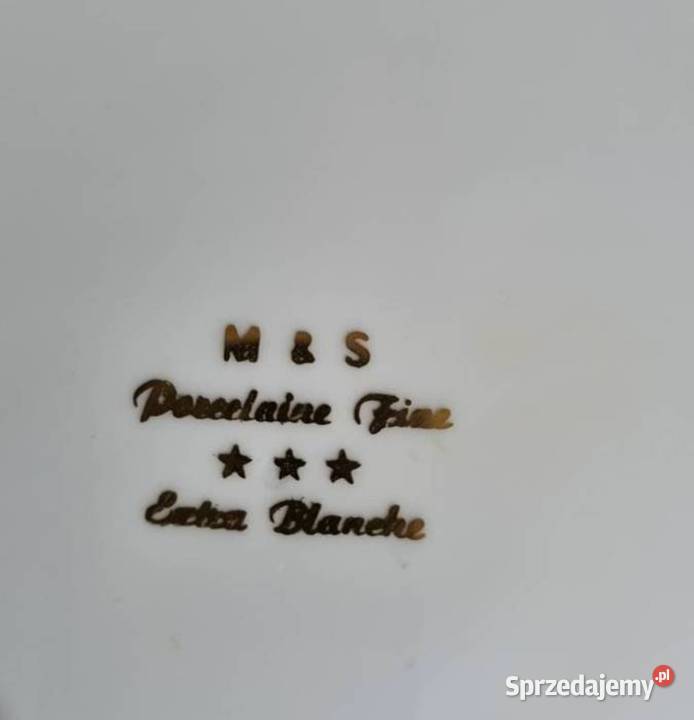 M & S
Porcelaine Fine
★ ★ ★
Extra Blanche
Sprzedajemy.pl